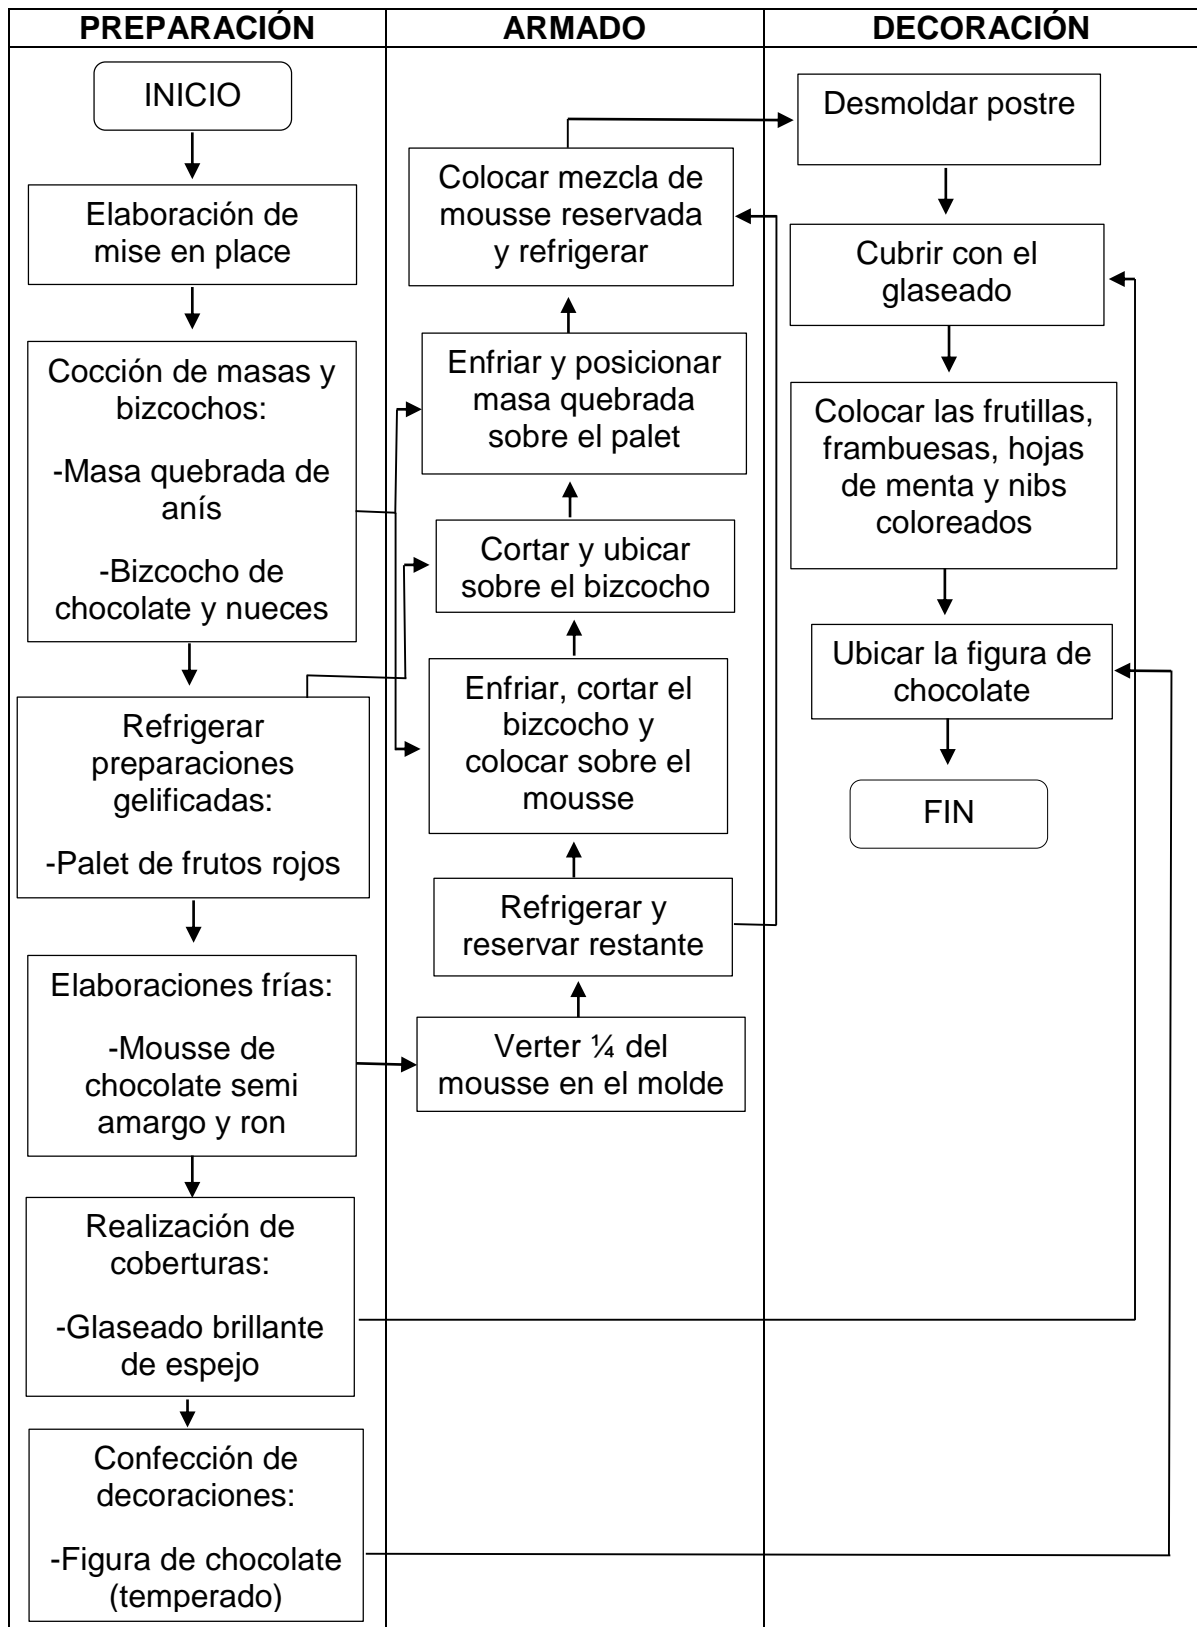 PREPARACIÓN
INICIO
Elaboración de
mise en place
Cocción de masas y
bizcochos:
-Masa quebrada de
anís
-Bizcocho de
chocolate y nueces
Refrigerar
preparaciones
gelificadas:
-Palet de frutos rojos
Elaboraciones frías:
-Mousse de
chocolate semi
amargo y ron
Realización de
coberturas:
-Glaseado brillante
de espejo
Confección de
decoraciones:
-Figura de chocolate
(temperado)
ARMADO
Colocar mezcla de
mousse reservada
y refrigerar
Enfriar y posicionar
masa quebrada
sobre el palet
Cortar y ubicar
sobre el bizcocho
Enfriar, cortar el
bizcocho y
colocar sobre el
mousse
Refrigerar y
reservar restante
Verter ¼ del
mousse en el molde
DECORACIÓN
Desmoldar postre
Cubrir con el
glaseado
Colocar las frutillas,
frambuesas, hojas
de menta y nibs
coloreados
Ubicar la figura de
chocolate
FIN